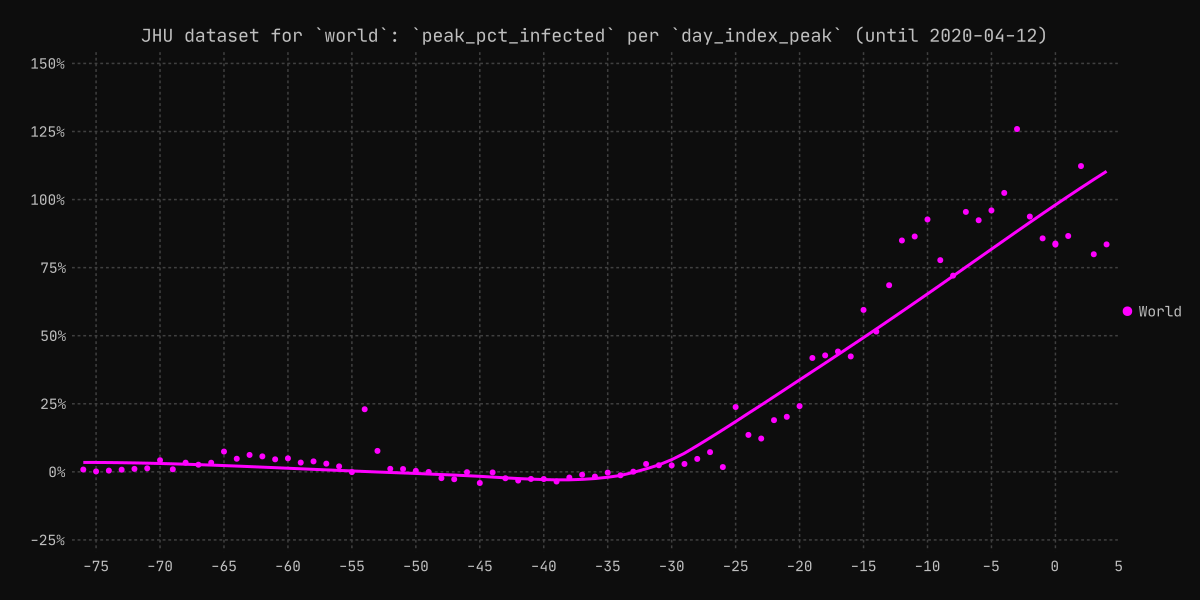 JHU dataset for `world`: `peak_pct_infected` per `day_index_peak` (until 2020-04-12)
150%
125%
100%
75%
50%
25%
0%
-25%
World
-75 -70 -65 -60 -55 -50 -45 -40 -35 -30 -25 -20 -15 -10 -5 0 5